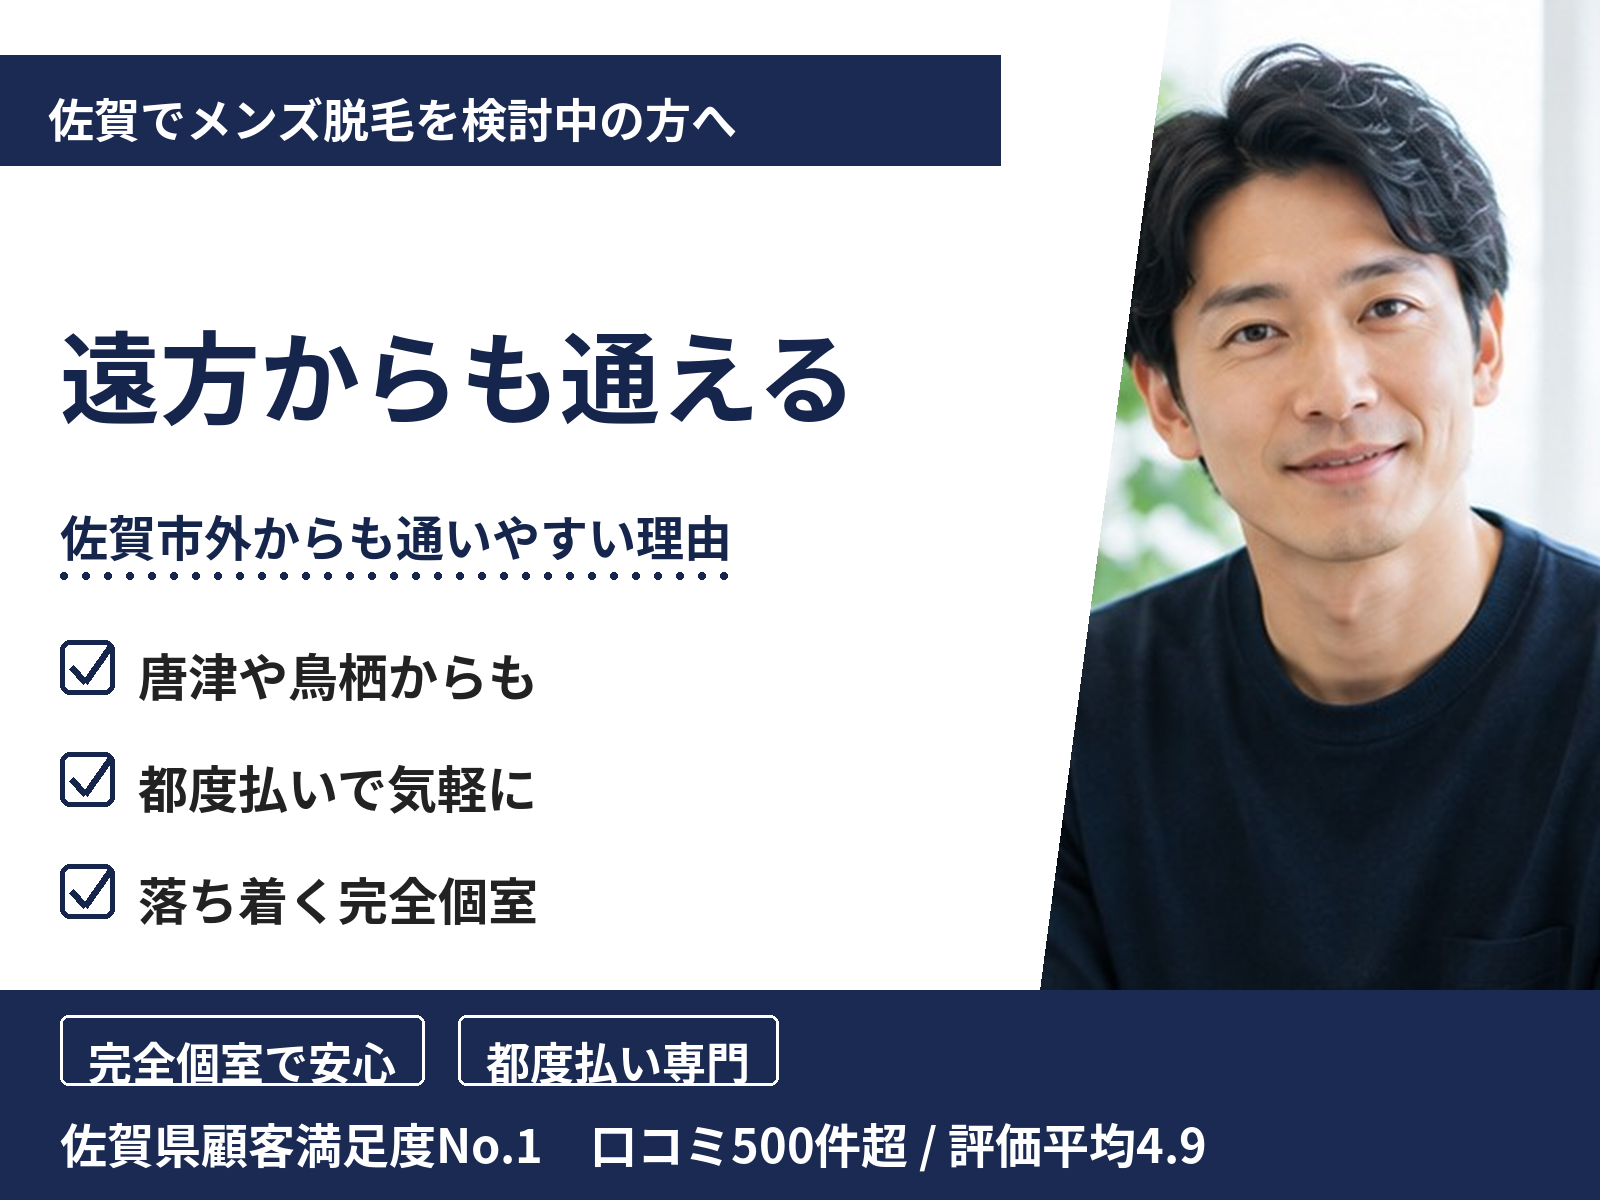 佐賀でメンズ脱毛を検討中の方へ
遠方からも通える
佐賀市外からも通いやすい理由
唐津や鳥栖からも
都度払いで気軽に
落ち着く完全個室
完全個室で安心
都度払い専門
佐賀県顧客満足度No.1　口コミ500件超 / 評価平均4.9